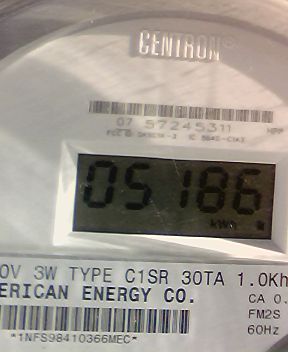 CENTRON®
07 57245311
05186
kWh
0V 3W TYPE C1SR 30TA 1.0Kh
ERICAN ENERGY CO.
CA 0.
FM2S
60Hz
*1NFS98410366MEC*